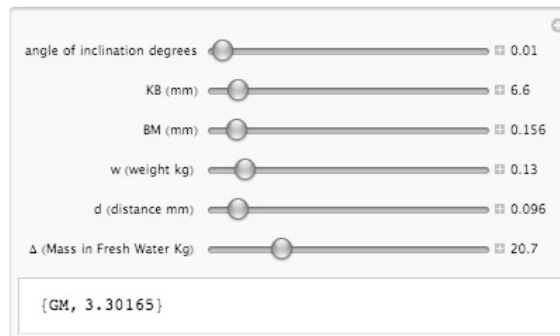 angle of inclination degrees 0.01
KB (mm) 6.6
BM (mm) 0.156
w (weight kg) 0.13
d (distance mm) 0.096
Δ (Mass in Fresh Water Kg) 20.7
{GM, 3.30165}